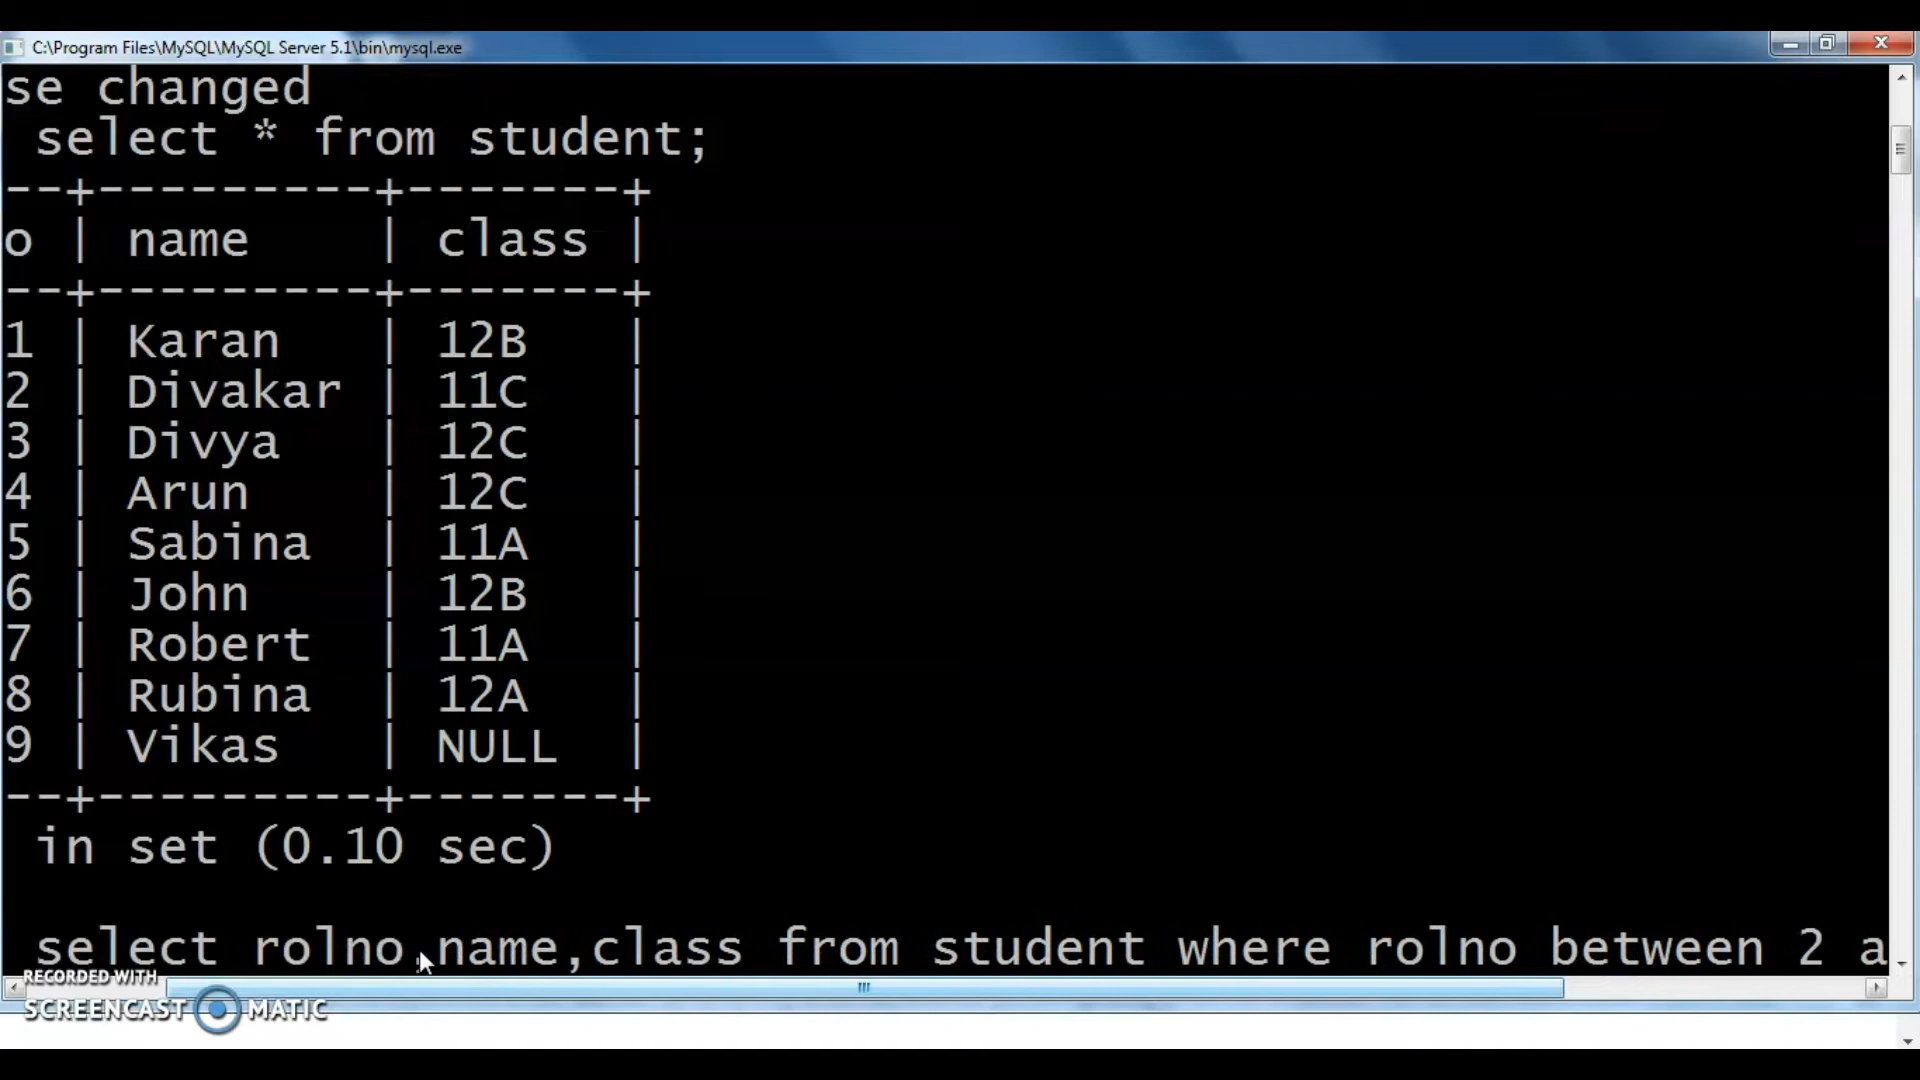 C:\Program Files\MySQL\MySQL Server 5.1\bin\mysql.exe
se changed
select * from student;
--+---------+-------+
o | name | class |
--+---------+-------+
1 | Karan | 12B |
2 | Divakar | 11C |
3 | Divya | 12C |
4 | Arun | 12C |
5 | Sabina | 11A |
6 | John | 12B |
7 | Robert | 11A |
8 | Rubina | 12A |
9 | Vikas | NULL |
--+---------+-------+
in set (0.10 sec)
select rolno,name,class from student where rolno between 2 a
RECORDED WITH
SCREENCAST MATIC